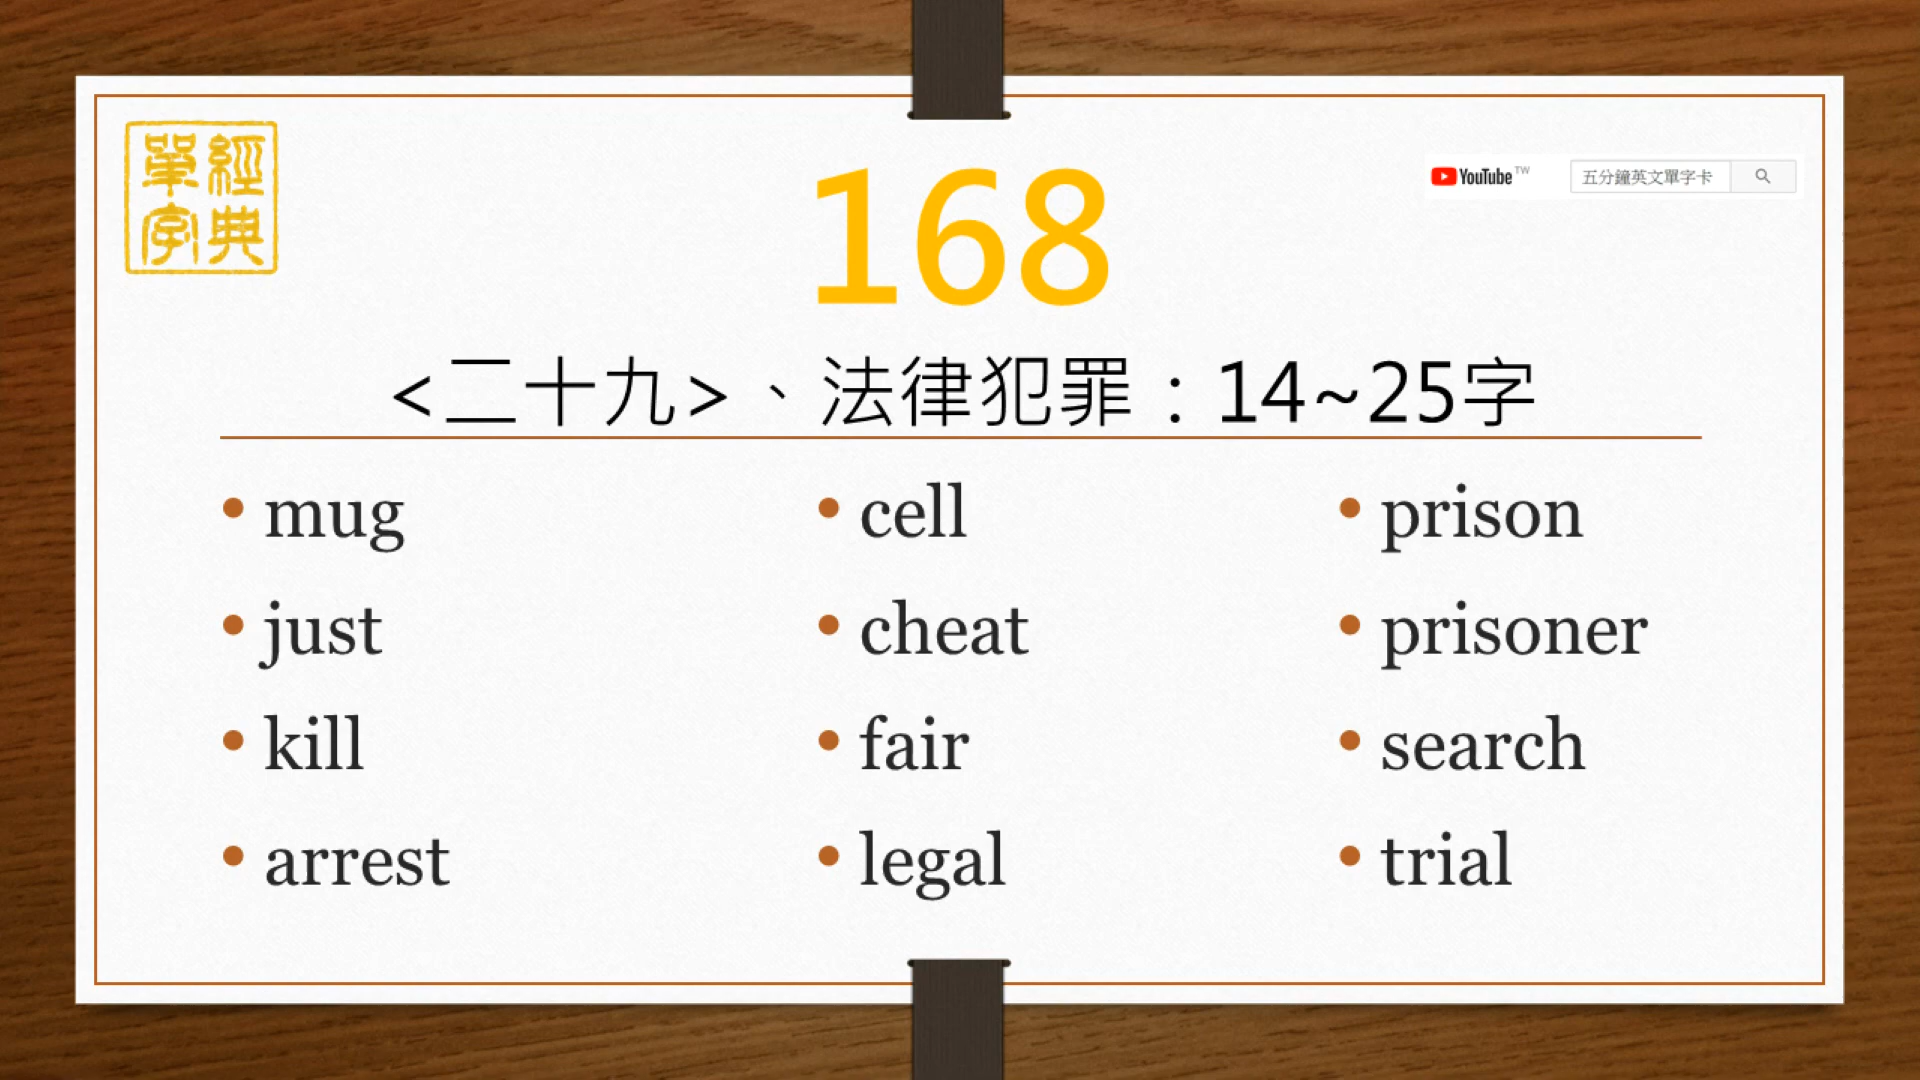 經典
單字
YouTube TW
五分鐘英文單字卡
168
<二十九>、法律犯罪：14~25字
• mug
• just
• kill
• arrest
• cell
• cheat
• fair
• legal
• prison
• prisoner
• search
• trial